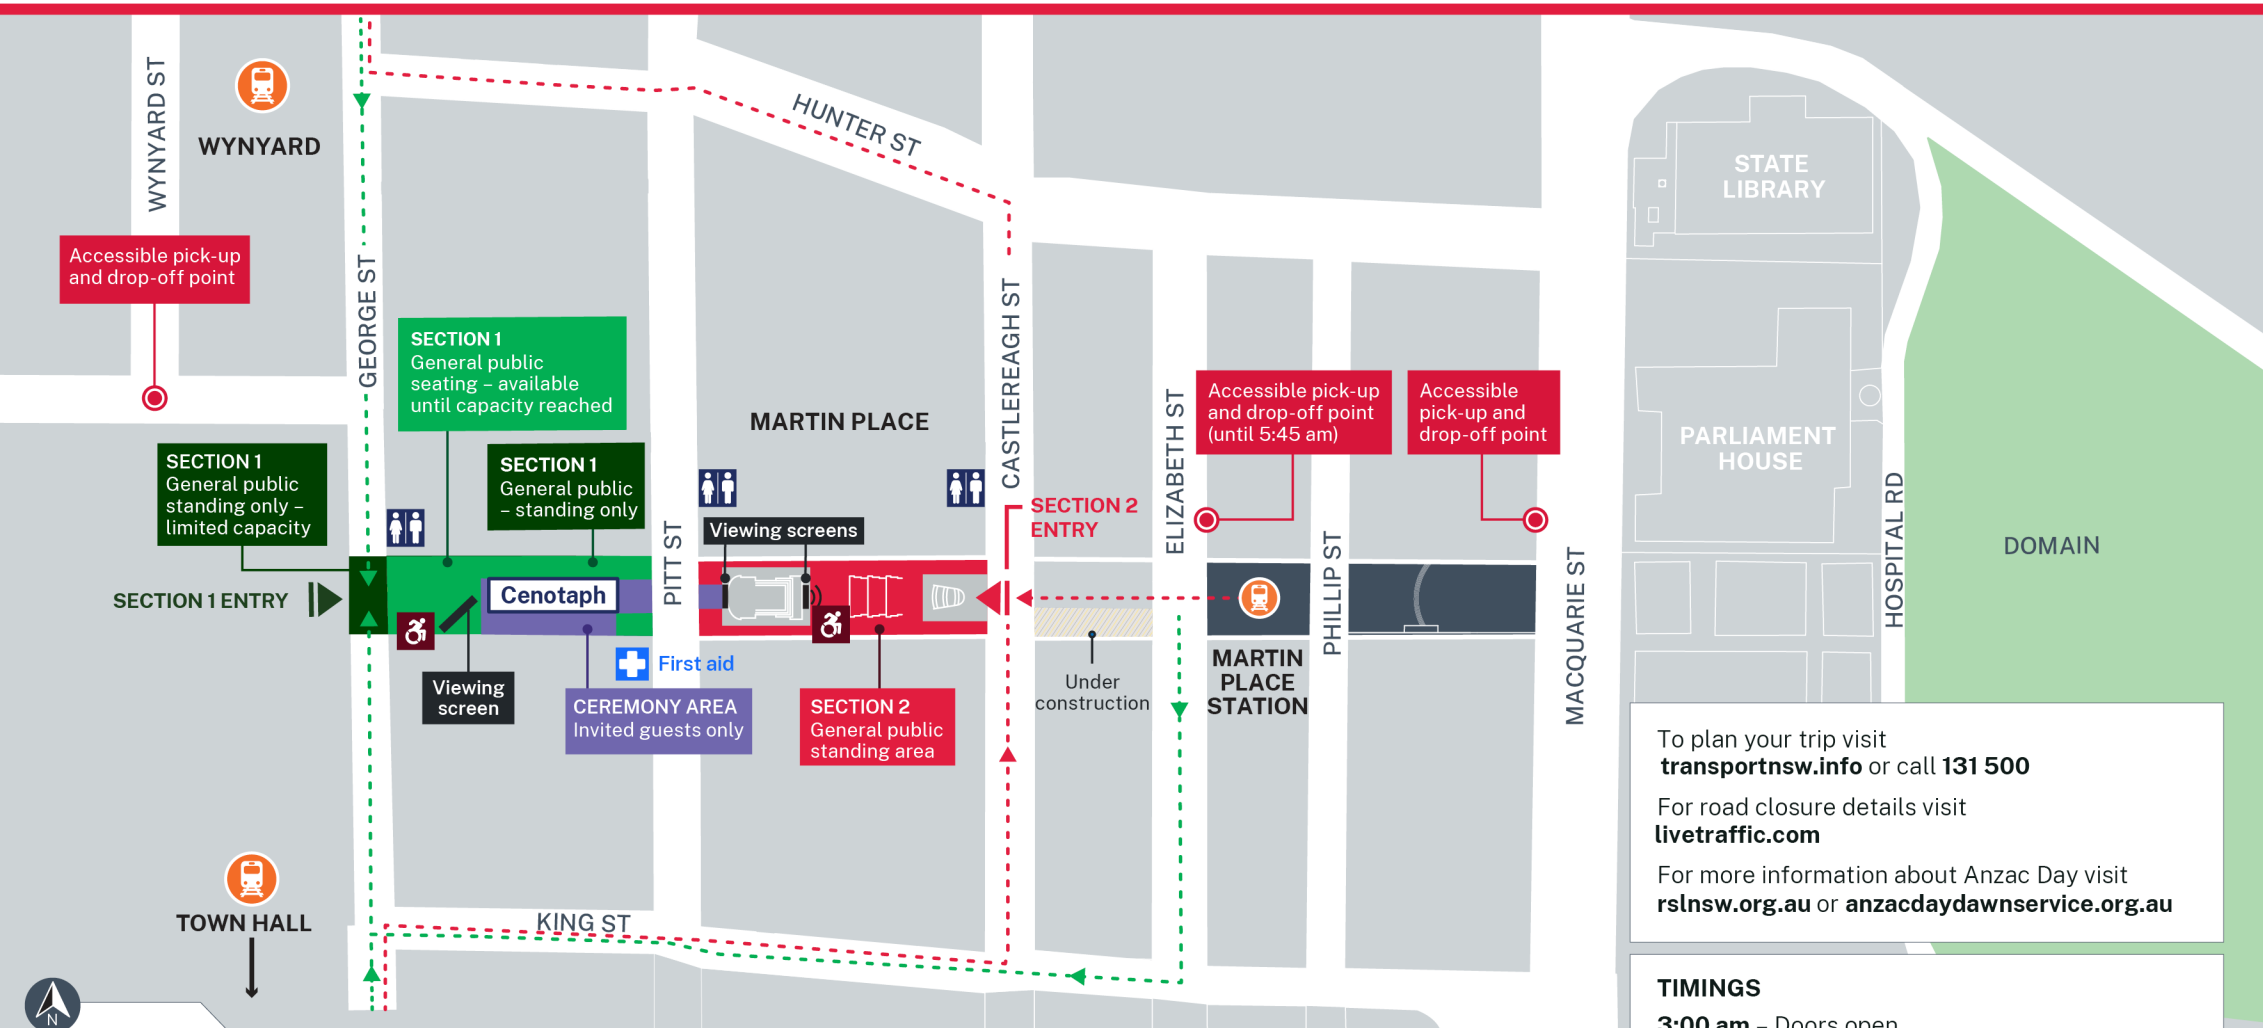 WYNYARD ST
WYNYARD
HUNTER ST
STATE
LIBRARY
Accessible pick-up
and drop-off point
GEORGE ST
CASTLEREAGH ST
SECTION 1
General public
seating – available
until capacity reached
MARTIN PLACE
ELIZABETH ST
Accessible pick-up
and drop-off point
(until 5:45 am)
Accessible
pick-up and
drop-off point
PARLIAMENT
HOUSE
SECTION 1
General public
standing only –
limited capacity
SECTION 1
General public
– standing only
PITT ST
Viewing screens
SECTION 2
ENTRY
PHILLIP ST
MACQUARIE ST
HOSPITAL RD
DOMAIN
SECTION 1 ENTRY
Cenotaph
First aid
Viewing
screen
CEREMONY AREA
Invited guests only
SECTION 2
General public
standing area
Under
construction
MARTIN
PLACE
STATION
To plan your trip visit
transportnsw.info or call 131 500
For road closure details visit
livetraffic.com
For more information about Anzac Day visit
rslnsw.org.au or anzacdaydawnservice.org.au
TOWN HALL
KING ST
N
TIMINGS
3:00 am – Doors open